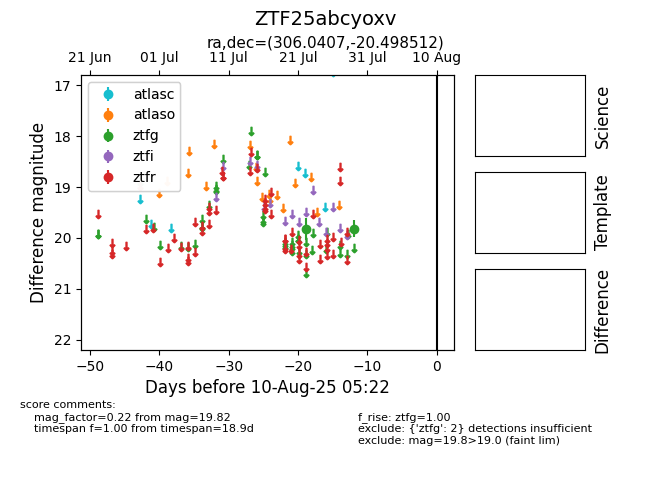 ZTF25abcyoxv
ra,dec=(306.0407,-20.498512)
21 Jun 01 Jul 11 Jul 21 Jul 31 Jul 10 Aug
17
18
19
20
21
22
Difference magnitude
atlasc
atlaso
ztfg
ztfi
ztfr
−50 −40 −30 −20 −10 0
Days before 10-Aug-25 05:22
Science
Template
Difference
score comments:
mag_factor=0.22 from mag=19.82
timespan f=1.00 from timespan=18.9d
f_rise: ztfg=1.00
exclude: {'ztfg': 2} detections insufficient
exclude: mag=19.8>19.0 (faint lim)